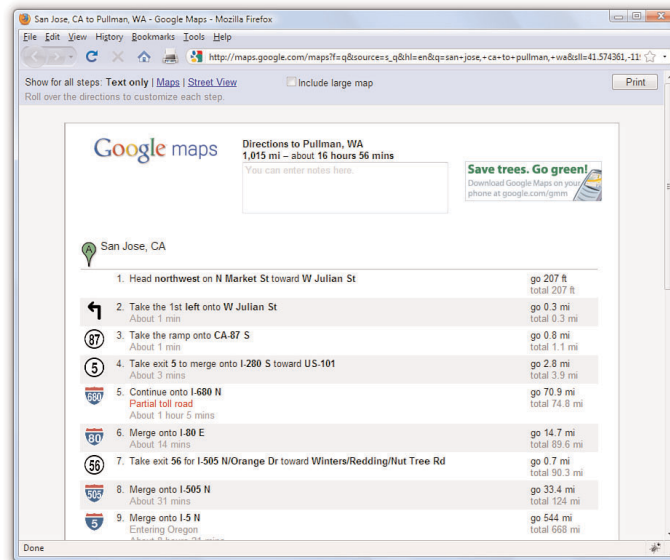 San Jose, CA to Pullman, WA - Google Maps - Mozilla Firefox
File Edit View History Bookmarks Tools Help
http://maps.google.com/maps?f=q&source=s_q&hl=en&q=san+jose,+ca+to+pullman,+wa&sll=41.574361,-11
Show for all steps: Text only | Maps | Street View
Include large map
Print
Roll over the directions to customize each step.
Google maps
Directions to Pullman, WA
1,015 mi – about 16 hours 56 mins
You can enter notes here.
Save trees. Go green!
Download Google Maps on your
phone at google.com/gmm
A San Jose, CA
1. Head northwest on N Market St toward W Julian St go 207 ft
total 207 ft
2. Take the 1st left onto W Julian St go 0.3 mi
About 1 min total 0.3 mi
87 3. Take the ramp onto CA-87 S go 0.8 mi
About 1 min total 1.1 mi
5 4. Take exit 5 to merge onto I-280 S toward US-101 go 2.8 mi
About 3 mins total 3.9 mi
680 5. Continue onto I-680 N go 70.9 mi
Partial toll road total 74.8 mi
About 1 hour 5 mins
80 6. Merge onto I-80 E go 14.7 mi
About 14 mins total 89.6 mi
56 7. Take exit 56 for I-505 N/Orange Dr toward Winters/Redding/Nut Tree Rd go 0.7 mi
total 90.3 mi
505 8. Merge onto I-505 N go 33.4 mi
About 31 mins total 124 mi
5 9. Merge onto I-5 N go 544 mi
Entering Oregon total 668 mi
Done